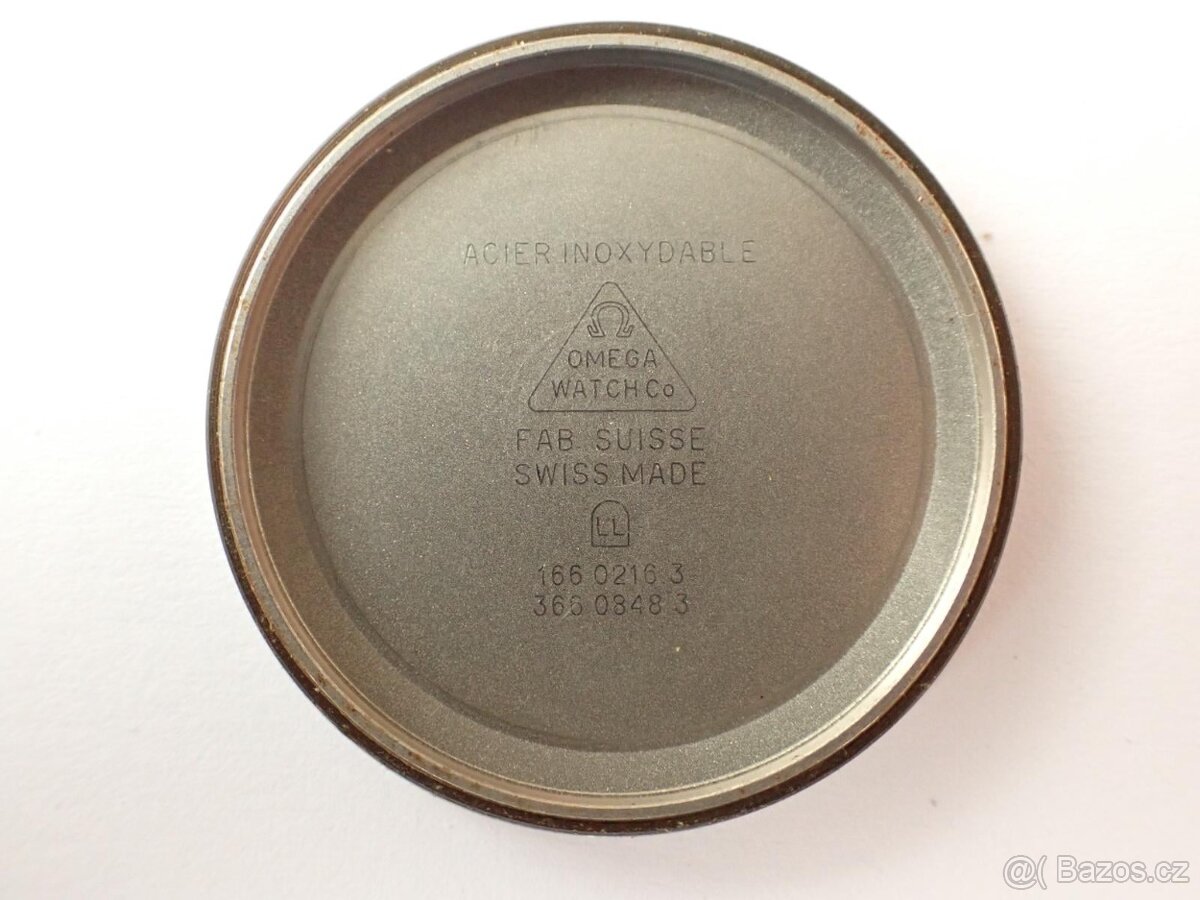 ACIER INOXYDABLE
Ω
OMEGA
WATCH Co
FAB. SUISSE
SWISS MADE
LL
166 0216 3
366 0848 3
@( Bazos.cz